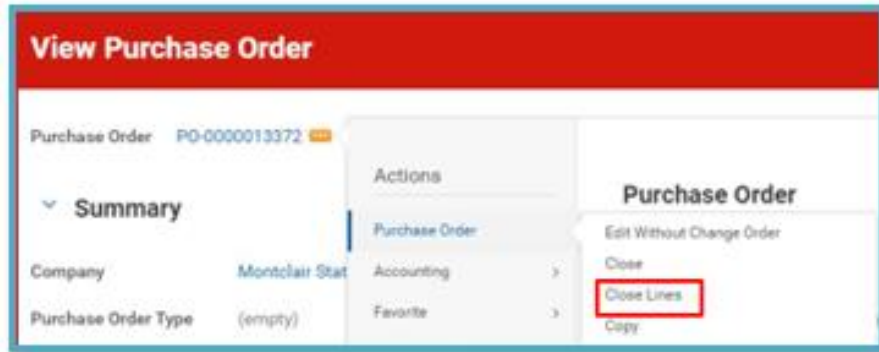 View Purchase Order
Purchase Order PO-0000013372
Actions
Purchase Order
Summary
Purchase Order
Edit Without Change Order
Company Montclair Stat
Accounting
Close
Close Lines
Purchase Order Type (empty)
Favorite
Copy